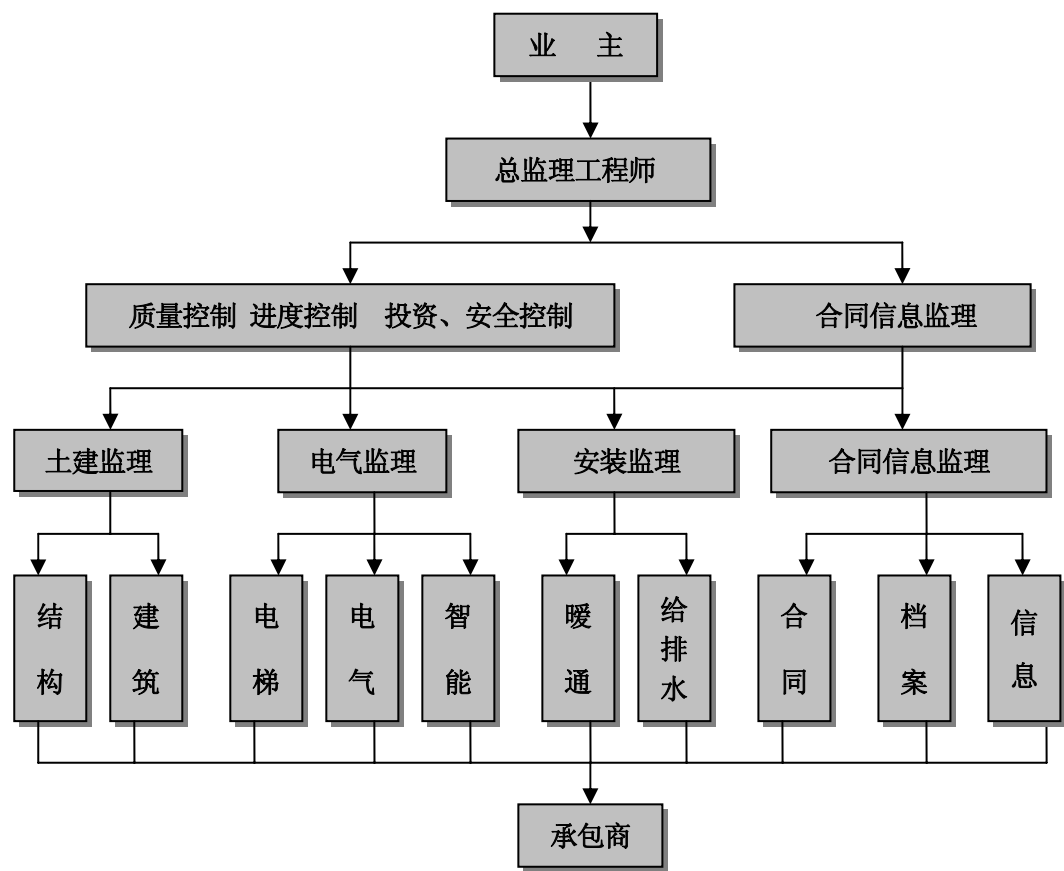 业 主
总监理工程师
质量控制 进度控制 投资、安全控制
合同信息监理
土建监理
电气监理
安装监理
合同信息监理
结构
建筑
电梯
电气
智能
暖通
给排水
合同
档案
信息
承包商